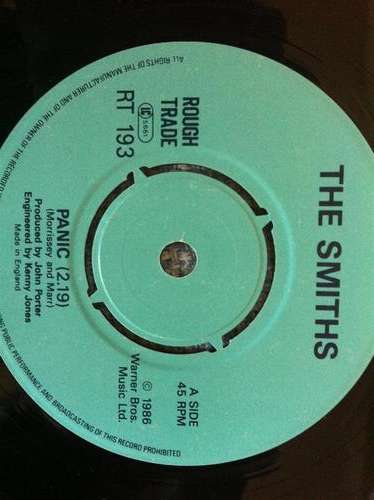 THE SMITHS
ROUGH
TRADE
LC
5661
RT 193
A SIDE
45 RPM
© 1986
Warner Bros.
Music Ltd.
PANIC (2.19)
(Morrissey and Marr)
Produced by John Porter
Engineered by Kenny Jones
Made in England
ALL RIGHTS OF THE MANUFACTURER AND OF THE OWNER OF THE RECORDED
PUBLIC PERFORMANCE AND BROADCASTING OF THIS RECORD PROHIBITED